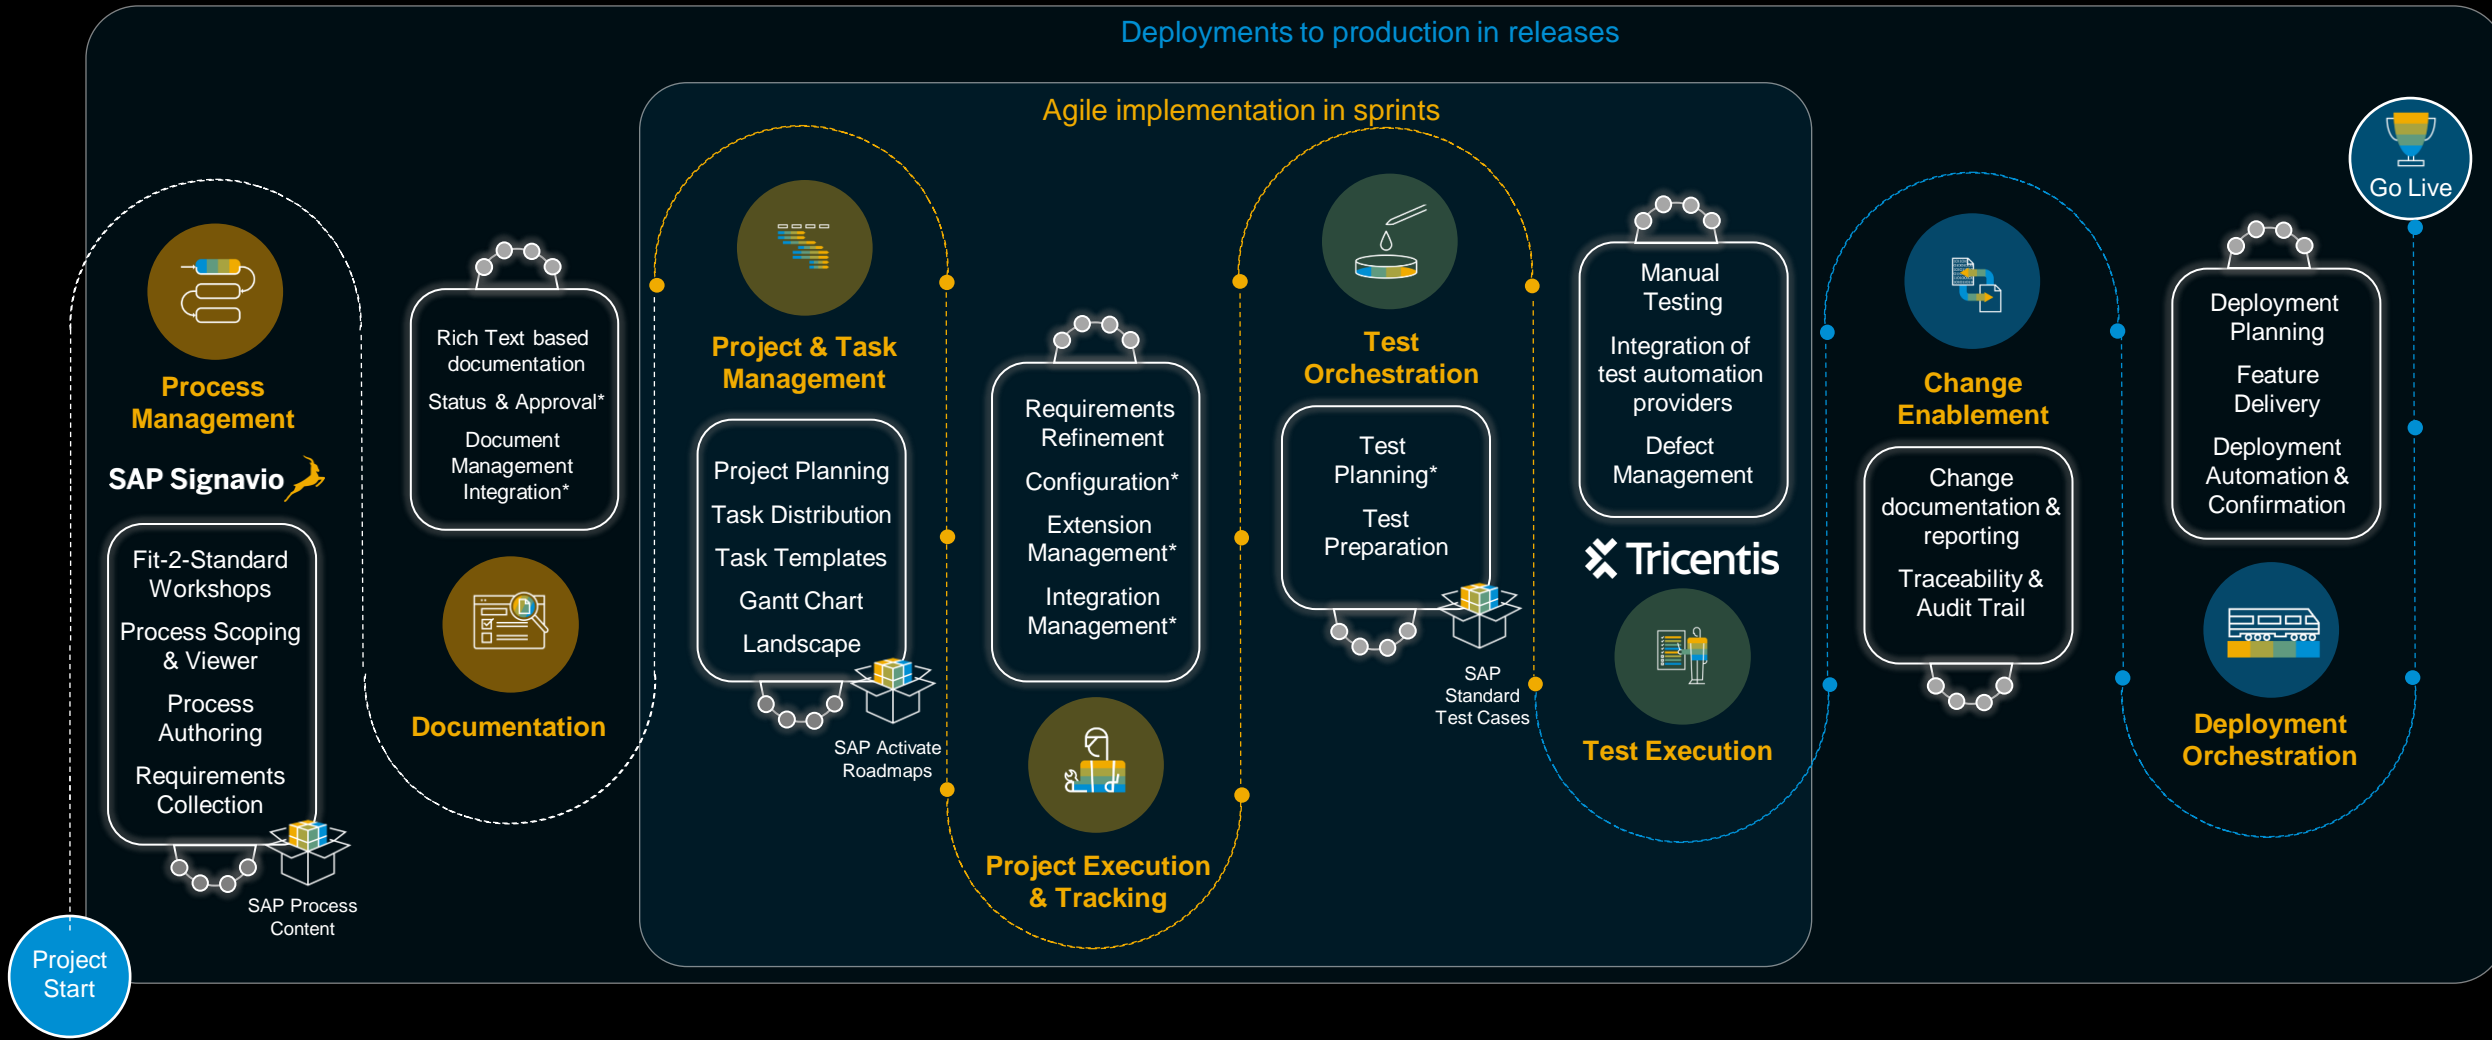 Deployments to production in releases
Agile implementation in sprints
Project
Start
Process
Management
SAP Signavio
Fit-2-Standard
Workshops
Process Scoping
& Viewer
Process
Authoring
Requirements
Collection
SAP Process
Content
Rich Text based
documentation
Status & Approval*
Document
Management
Integration*
Documentation
Project & Task
Management
Project Planning
Task Distribution
Task Templates
Gantt Chart
Landscape
SAP Activate
Roadmaps
Requirements
Refinement
Configuration*
Extension
Management*
Integration
Management*
Project Execution
& Tracking
Test
Orchestration
Test
Planning*
Test
Preparation
SAP
Standard
Test Cases
Manual
Testing
Integration of
test automation
providers
Defect
Management
Tricentis
Test Execution
Change
Enablement
Change
documentation &
reporting
Traceability &
Audit Trail
Deployment
Planning
Feature
Delivery
Deployment
Automation &
Confirmation
Deployment
Orchestration
Go Live